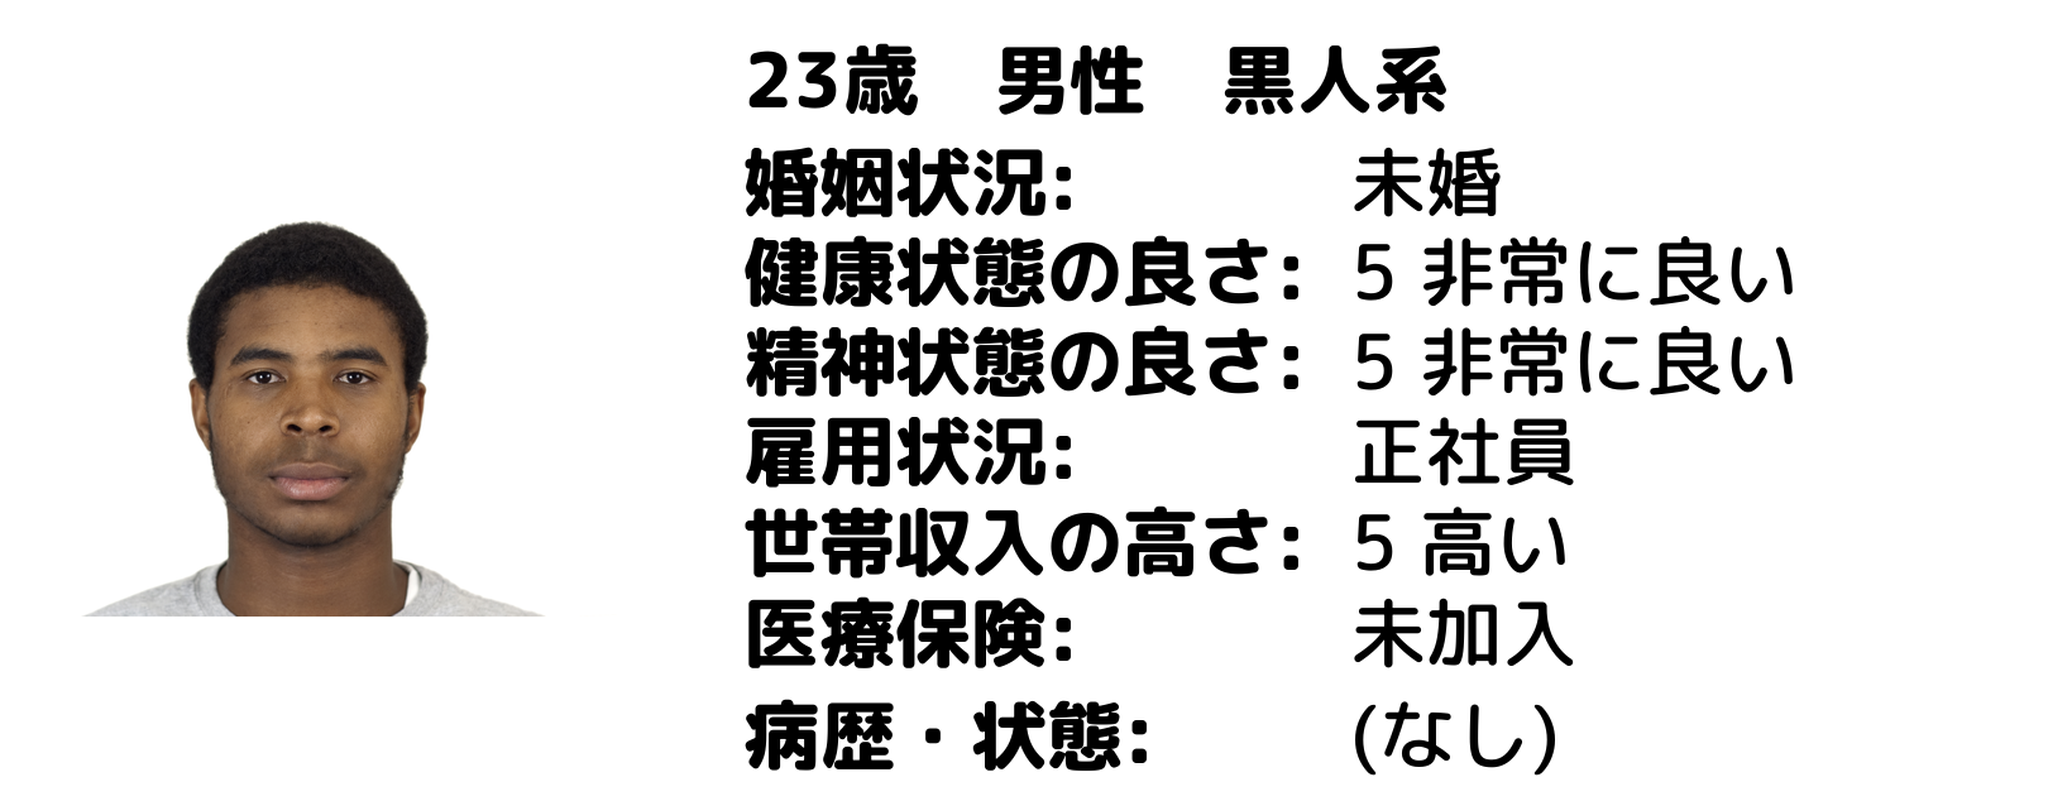 23歳　男性　黒人系
婚姻状況: 未婚
健康状態の良さ: 5 非常に良い
精神状態の良さ: 5 非常に良い
雇用状況: 正社員
世帯収入の高さ: 5 高い
医療保険: 未加入
病歴・状態: (なし)